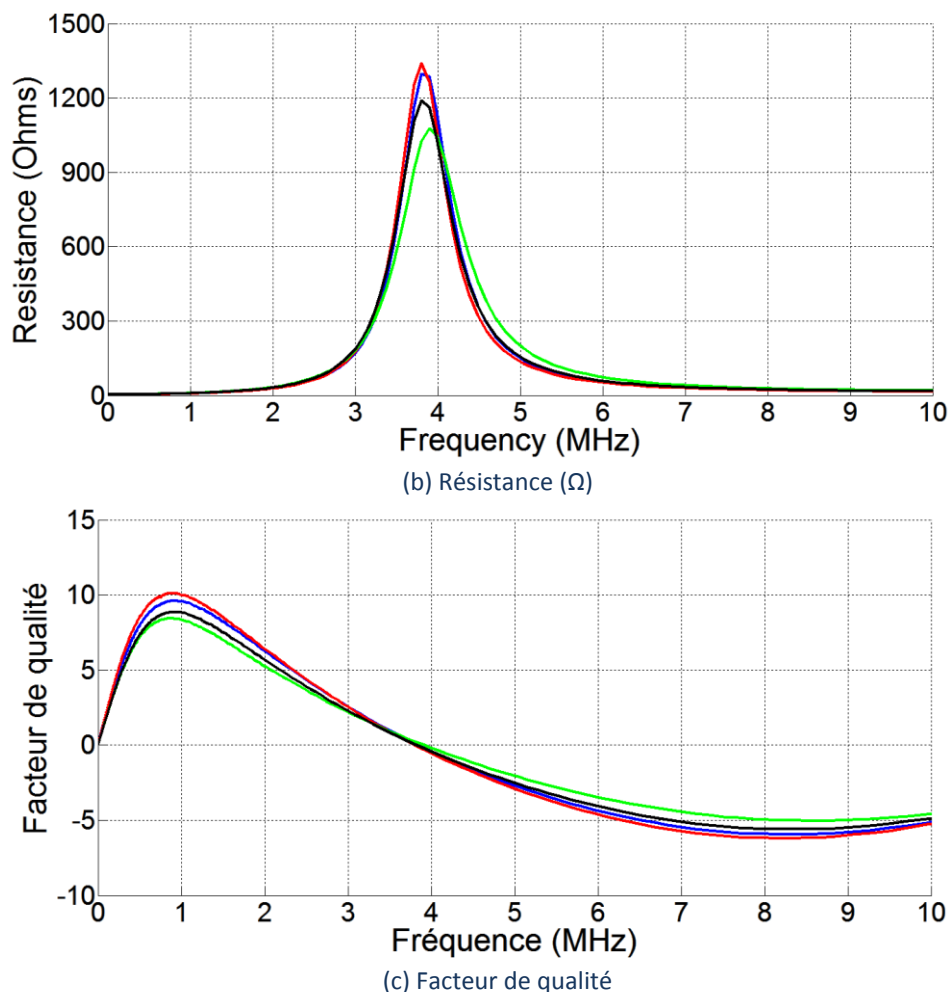 1500
1200
900
600
300
0
Resistance (Ohms)
0 1 2 3 4 5 6 7 8 9 10
Frequency (MHz)
(b) Résistance (Ω)
15
10
5
0
-5
-10
Facteur de qualité
0 1 2 3 4 5 6 7 8 9 10
Fréquence (MHz)
(c) Facteur de qualité